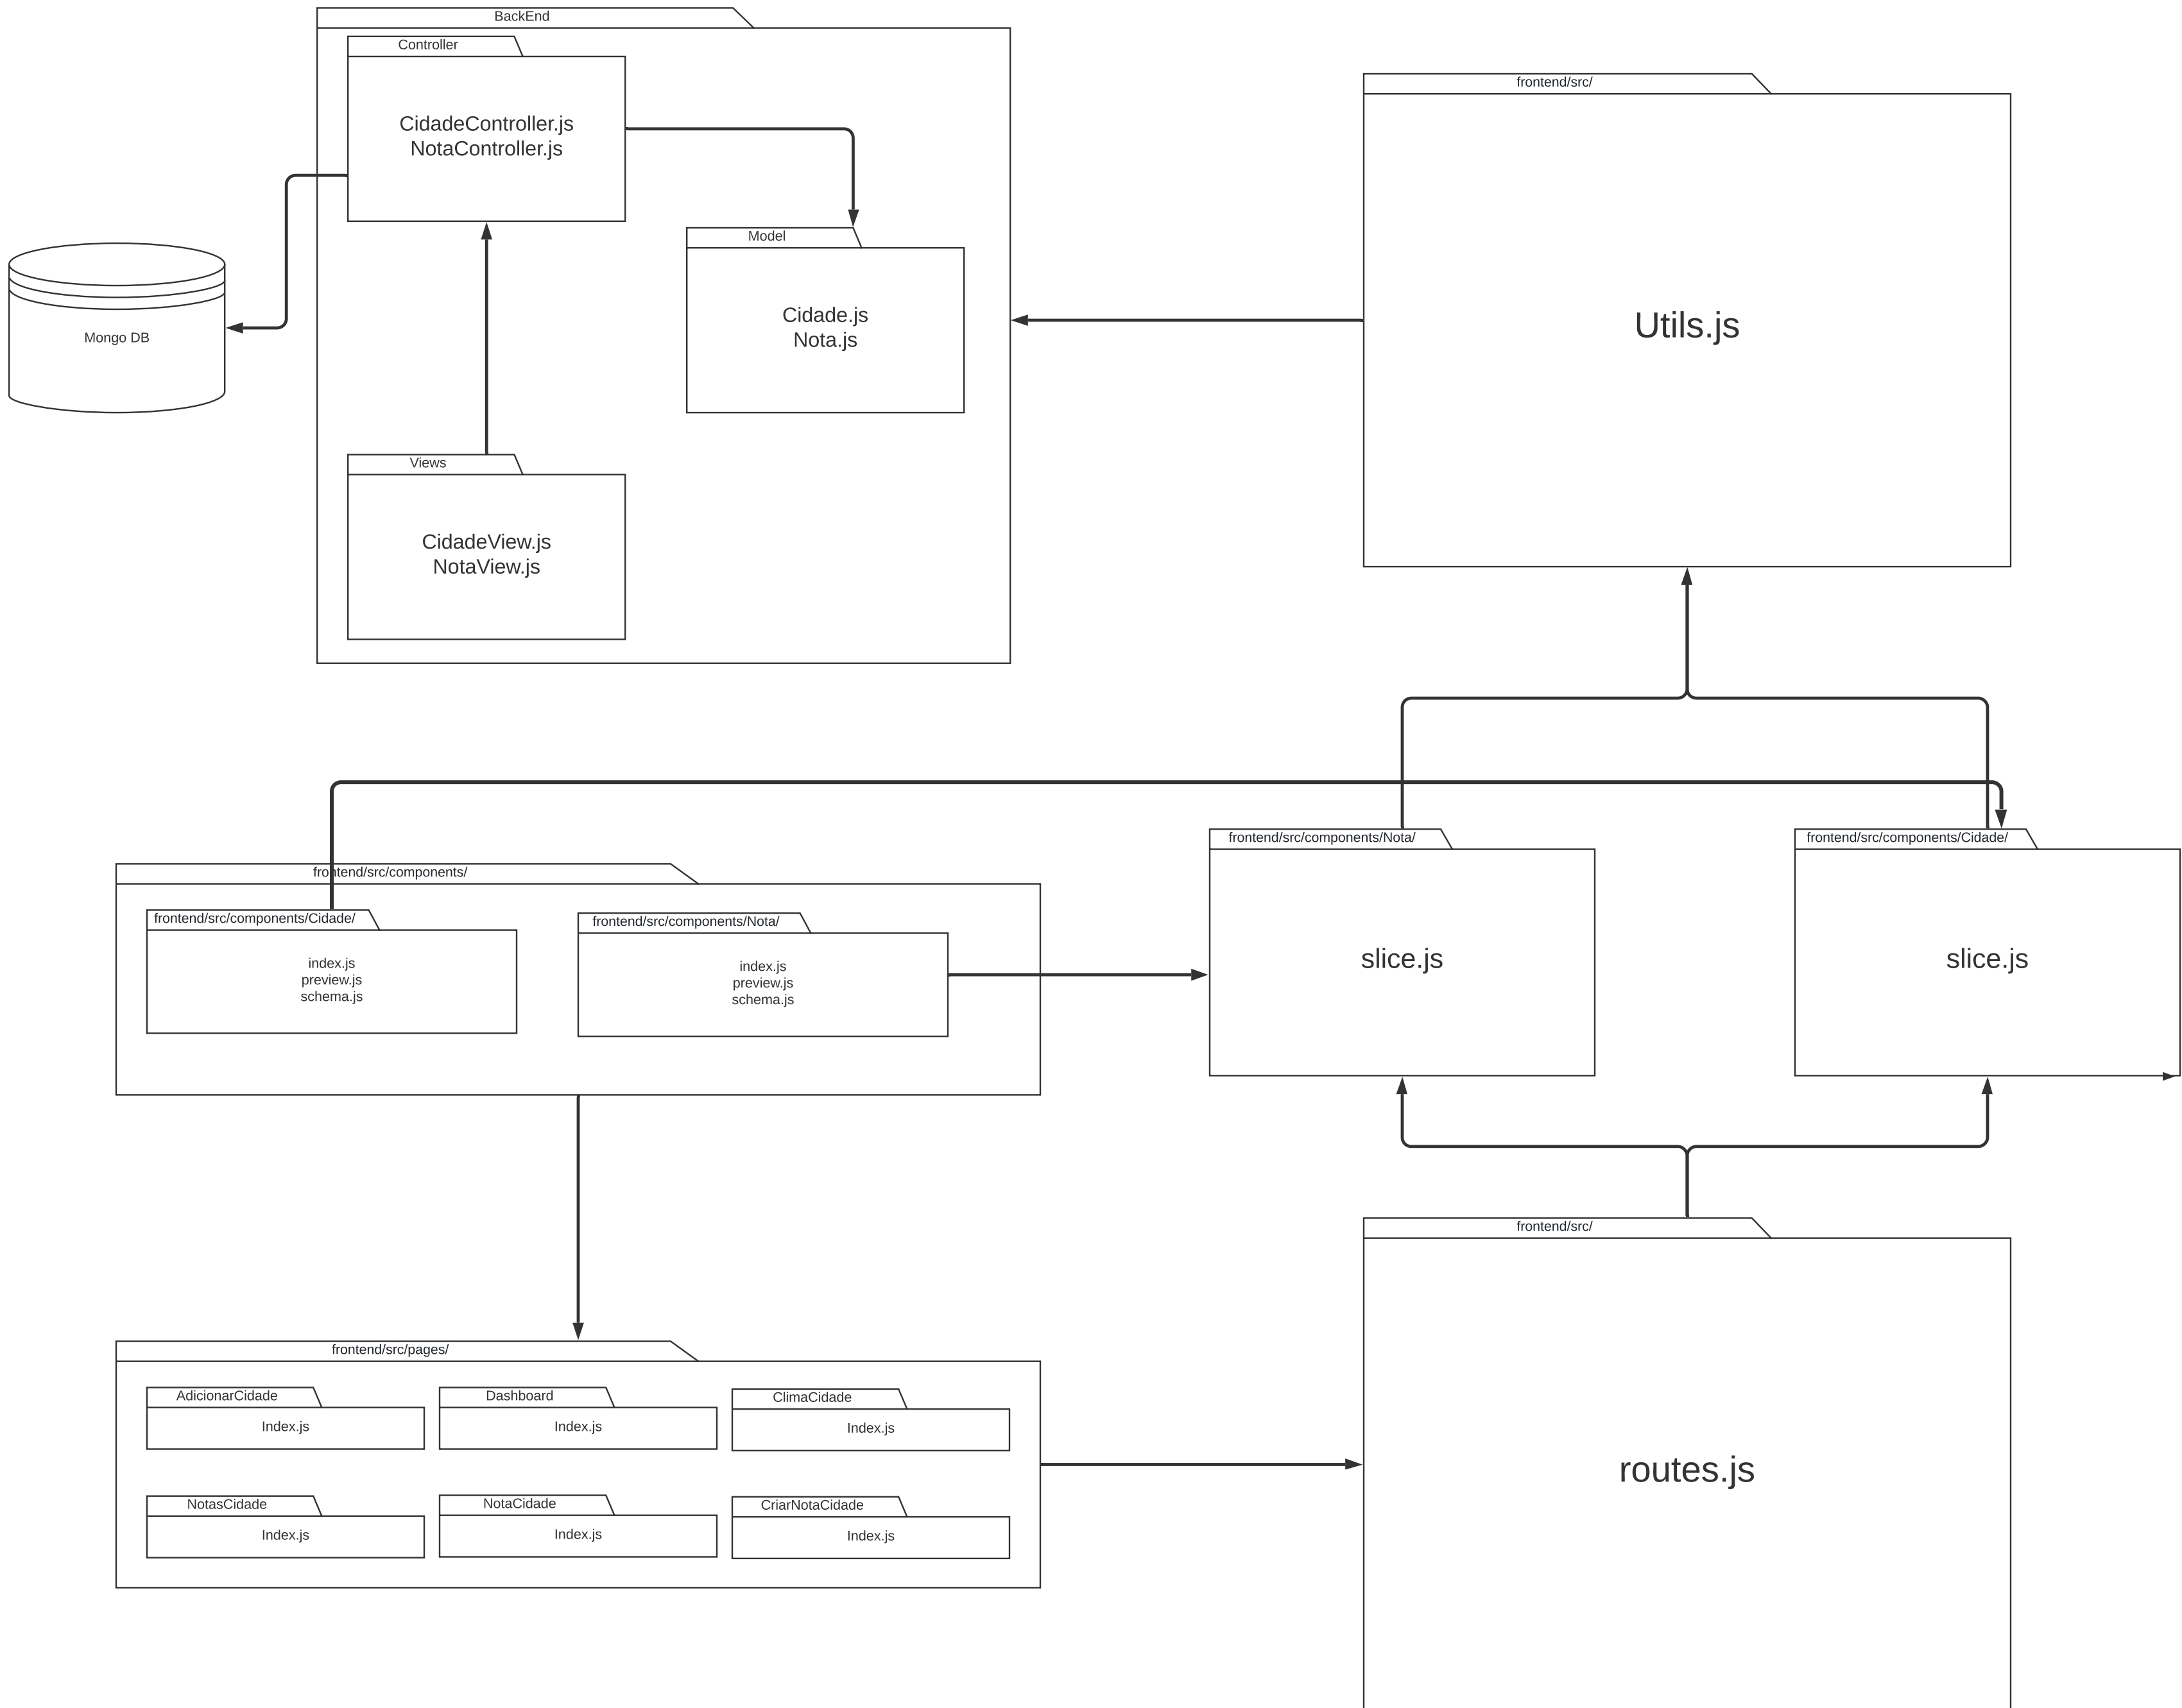 BackEnd
Controller
CidadeController.js
NotaController.js
frontend/src/
Utils.js
Model
Cidade.js
Nota.js
Mongo DB
Views
CidadeView.js
NotaView.js
frontend/src/components/Nota/
slice.js
frontend/src/components/Cidade/
slice.js
frontend/src/components/
frontend/src/components/Cidade/
index.js
preview.js
schema.js
frontend/src/components/Nota/
index.js
preview.js
schema.js
frontend/src/
routes.js
frontend/src/pages/
AdicionarCidade
Index.js
Dashboard
Index.js
ClimaCidade
Index.js
NotasCidade
Index.js
NotaCidade
Index.js
CriarNotaCidade
Index.js